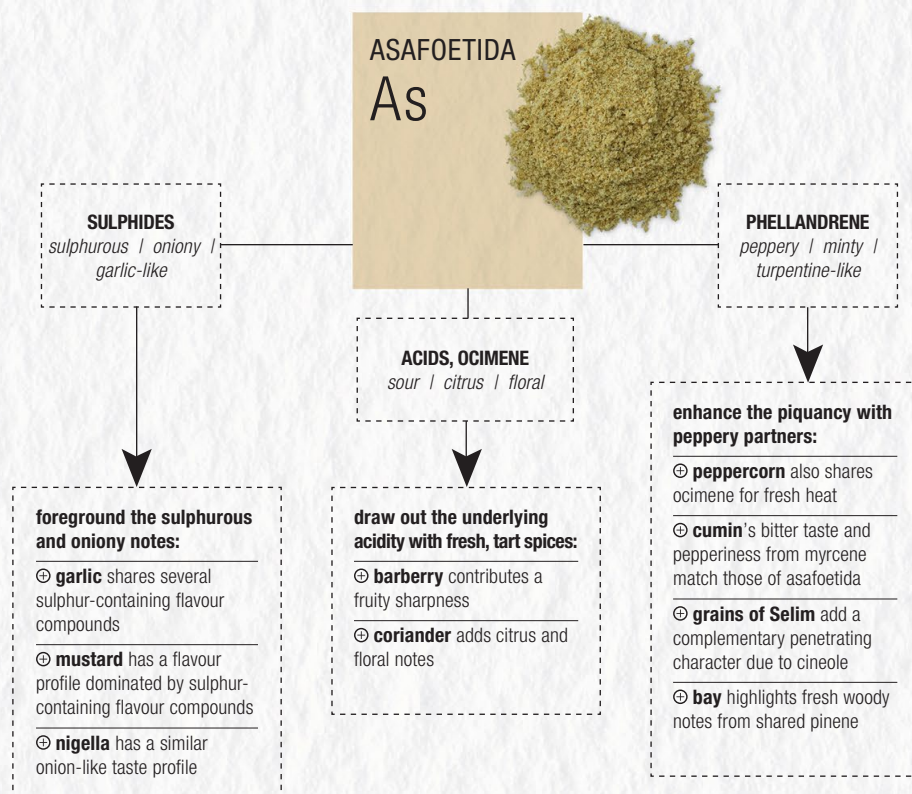 ASAFOETIDA
As
SULPHIDES
sulphurous / oniony /
garlic-like
ACIDS, OCIMENE
sour / citrus / floral
PHELLANDRENE
peppery / minty /
turpentine-like
foreground the sulphurous
and oniony notes:
⊕ garlic shares several
sulphur-containing flavour
compounds
⊕ mustard has a flavour
profile dominated by sulphur-
containing flavour compounds
⊕ nigella has a similar
onion-like taste profile
draw out the underlying
acidity with fresh, tart spices:
⊕ barberry contributes a
fruity sharpness
⊕ coriander adds citrus and
floral notes
enhance the piquancy with
peppery partners:
⊕ peppercorn also shares
ocimene for fresh heat
⊕ cumin's bitter taste and
pepperiness from myrcene
match those of asafoetida
⊕ grains of Selim add a
complementary penetrating
character due to cineole
⊕ bay highlights fresh woody
notes from shared pinene